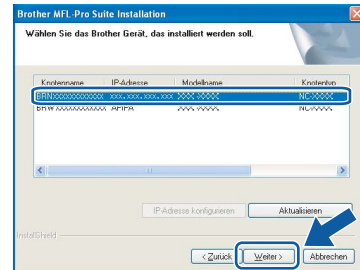 Brother MFL-Pro Suite Installation
Wählen Sie das Brother Gerät, das installiert werden soll.
Knotenname IP-Adresse Modellname Knotentyp
BRNXXXXXXXXXXXX xxx.xxx.xxx.xxx XXX-XXXX NC-XXXX
BRWXXXXXXXXXXXX APIPA XXX-XXXX NC-XXXX
IP-Adresse konfigurieren Aktualisieren
InstallShield
< Zurück Weiter > Abbrechen